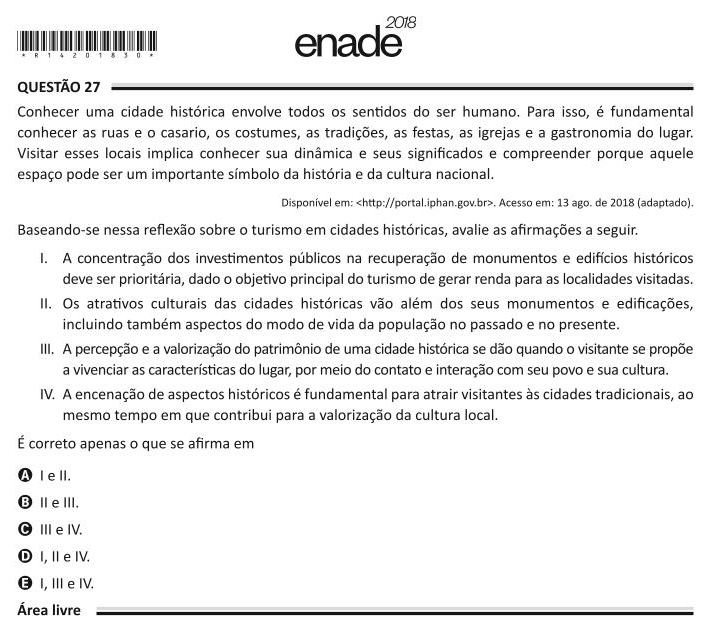 2018
enade
*R14201830*
QUESTÃO 27
Conhecer uma cidade histórica envolve todos os sentidos do ser humano. Para isso, é fundamental
conhecer as ruas e o casario, os costumes, as tradições, as festas, as igrejas e a gastronomia do lugar.
Visitar esses locais implica conhecer sua dinâmica e seus significados e compreender porque aquele
espaço pode ser um importante símbolo da história e da cultura nacional.
Disponível em: <http://portal.iphan.gov.br>. Acesso em: 13 ago. de 2018 (adaptado).
Baseando-se nessa reflexão sobre o turismo em cidades históricas, avalie as afirmações a seguir.
I. A concentração dos investimentos públicos na recuperação de monumentos e edifícios históricos
deve ser prioritária, dado o objetivo principal do turismo de gerar renda para as localidades visitadas.
II. Os atrativos culturais das cidades históricas vão além dos seus monumentos e edificações,
incluindo também aspectos do modo de vida da população no passado e no presente.
III. A percepção e a valorização do patrimônio de uma cidade histórica se dão quando o visitante se propõe
a vivenciar as características do lugar, por meio do contato e interação com seu povo e sua cultura.
IV. A encenação de aspectos históricos é fundamental para atrair visitantes às cidades tradicionais, ao
mesmo tempo em que contribui para a valorização da cultura local.
É correto apenas o que se afirma em
A I e II.
B II e III.
C III e IV.
D I, II e IV.
E I, III e IV.
Área livre